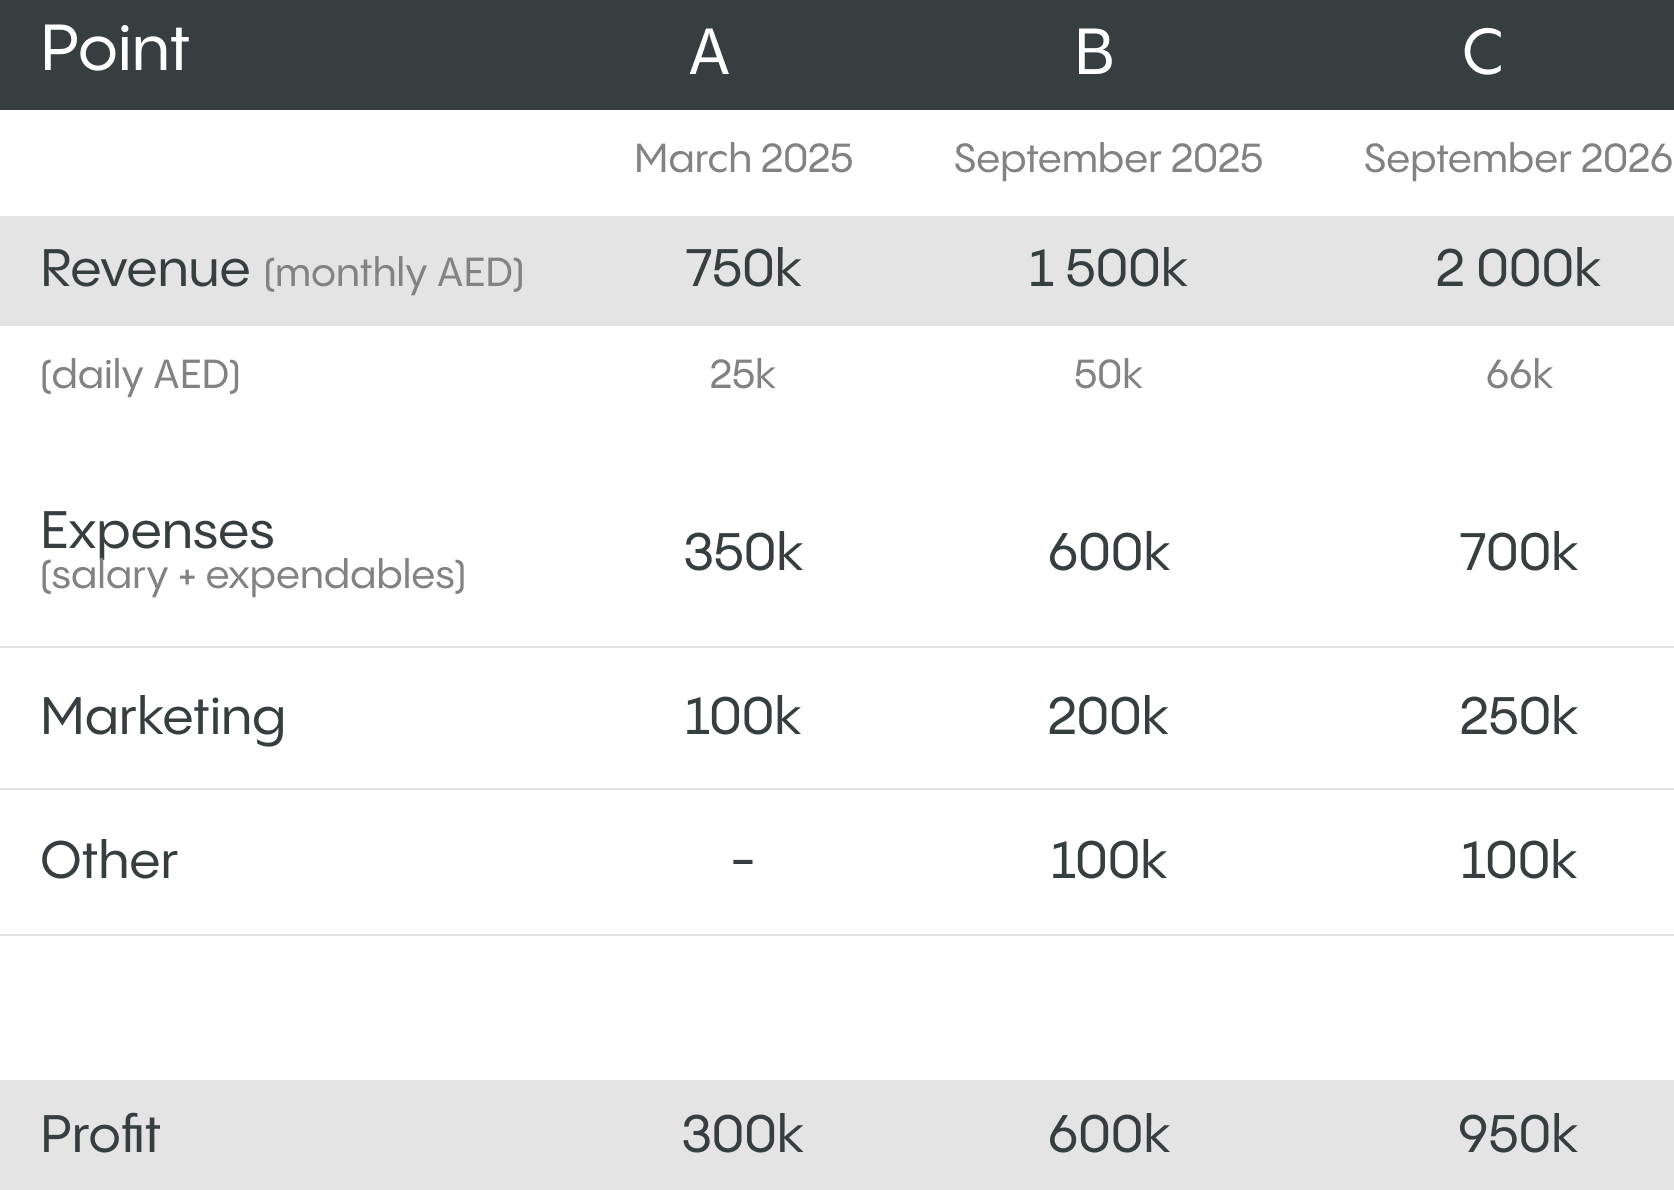 Point A B C
March 2025 September 2025 September 2026
Revenue (monthly AED) 750k 1 500k 2 000k
(daily AED) 25k 50k 66k
Expenses
(salary + expendables) 350k 600k 700k
Marketing 100k 200k 250k
Other - 100k 100k
Profit 300k 600k 950k